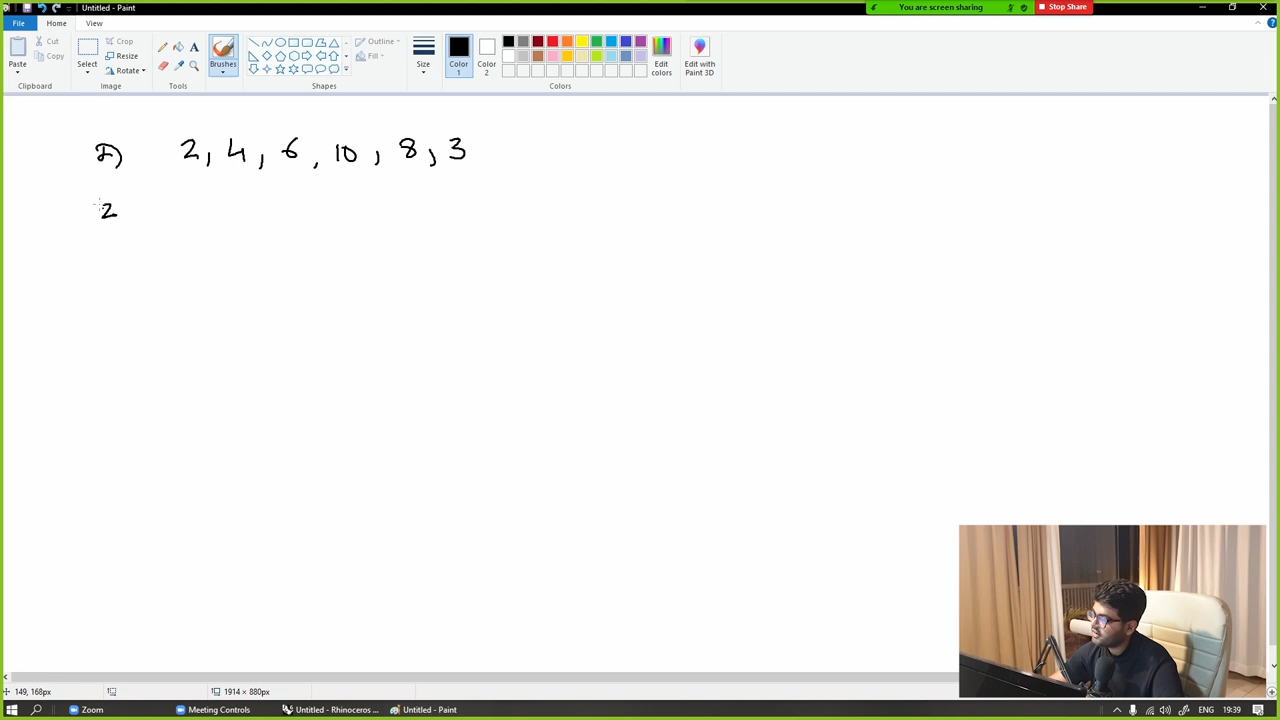 Untitled - Paint
You are screen sharing
Stop Share
File Home View
Paste
Cut
Copy
Clipboard
Select
Crop
Resize
Rotate
Image
Tools
Brushes
Shapes
Outline
Fill
Size
Color 1
Color 2
Edit colors
Edit with Paint 3D
Colors
2, 4, 6, 10, 8, 3
2
149, 168px
1914 × 880px
Zoom
Meeting Controls
Untitled - Rhinoceros ...
Untitled - Paint
ENG
19:39